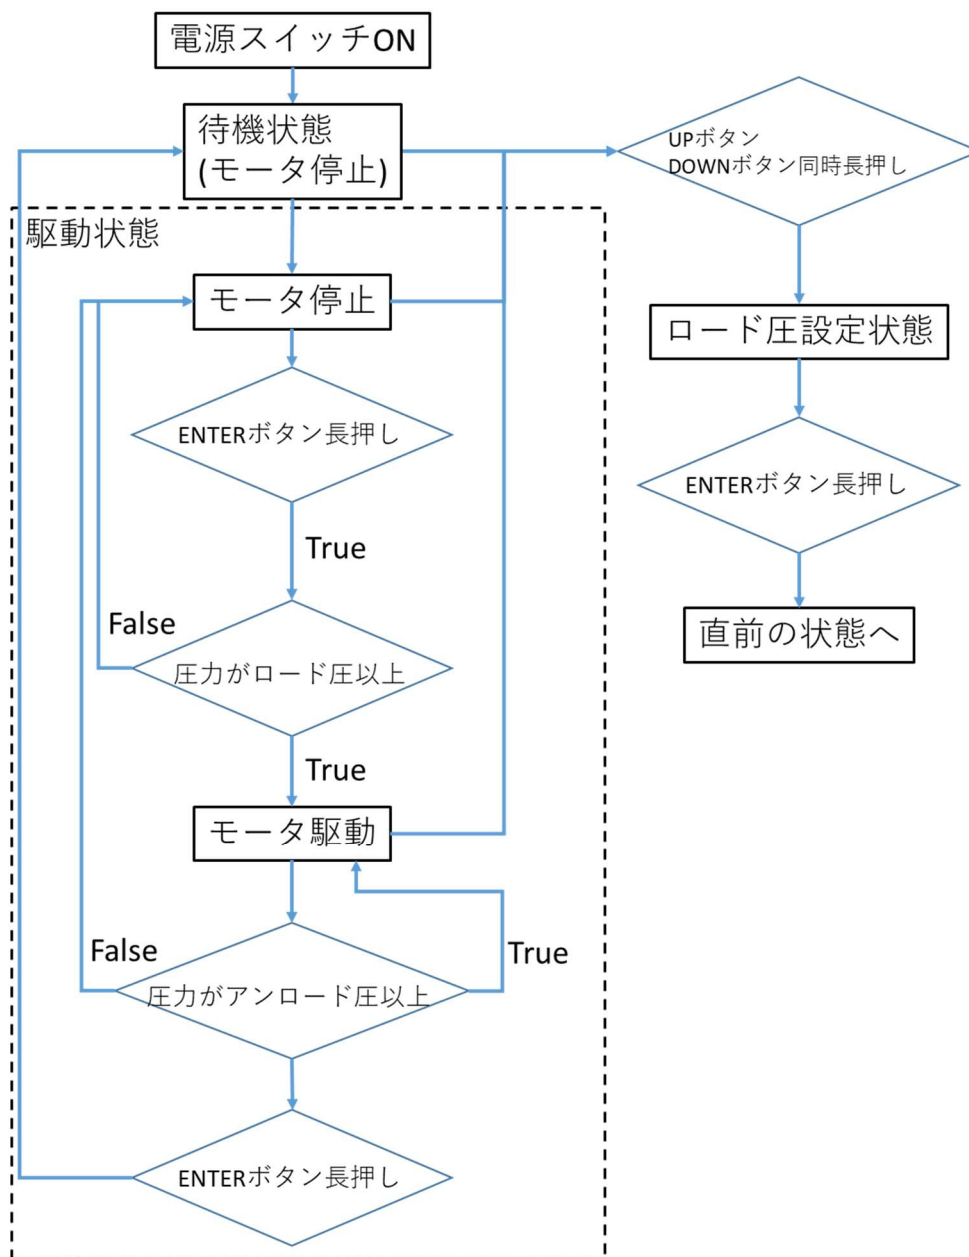 電源スイッチON
待機状態
(モータ停止)
UPボタン
DOWNボタン同時長押し
駆動状態
モータ停止
ロード圧設定状態
ENTERボタン長押し
ENTERボタン長押し
True
False
直前の状態へ
圧力がロード圧以上
True
モータ駆動
False
True
圧力がアンロード圧以上
ENTERボタン長押し